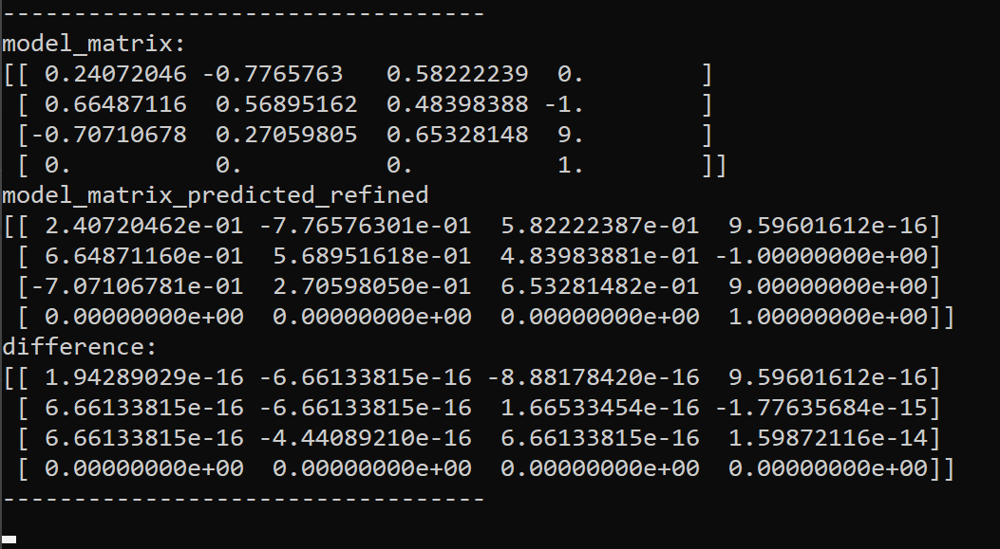 ----------------------------------
model_matrix:
[[ 0.24072046 -0.7765763   0.58222239  0.        ]
 [ 0.66487116  0.56895162  0.48398388 -1.        ]
 [-0.70710678  0.27059805  0.65328148  9.        ]
 [ 0.          0.          0.          1.        ]]
model_matrix_predicted_refined
[[ 2.40720462e-01 -7.76576301e-01  5.82222387e-01  9.59601612e-16]
 [ 6.64871160e-01  5.68951618e-01  4.83983881e-01 -1.00000000e+00]
 [-7.07106781e-01  2.70598050e-01  6.53281482e-01  9.00000000e+00]
 [ 0.00000000e+00  0.00000000e+00  0.00000000e+00  1.00000000e+00]]
difference:
[[ 1.94289029e-16 -6.66133815e-16 -8.88178420e-16  9.59601612e-16]
 [ 6.66133815e-16 -6.66133815e-16  1.66533454e-16 -1.77635684e-15]
 [ 6.66133815e-16 -4.44089210e-16  6.66133815e-16  1.59872116e-14]
 [ 0.00000000e+00  0.00000000e+00  0.00000000e+00  0.00000000e+00]]
----------------------------------